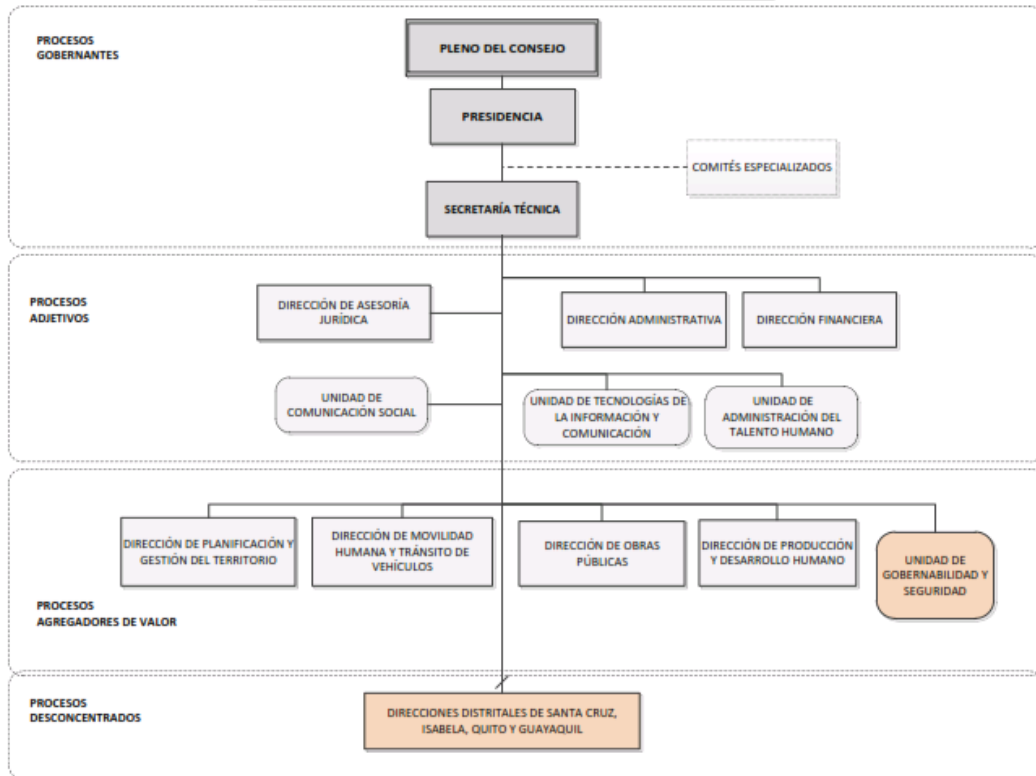 PROCESOS
GOBERNANTES
PLENO DEL CONSEJO
PRESIDENCIA
COMITÉS ESPECIALIZADOS
SECRETARÍA TÉCNICA
PROCESOS
ADJETIVOS
DIRECCIÓN DE ASESORÍA
JURÍDICA
DIRECCIÓN ADMINISTRATIVA
DIRECCIÓN FINANCIERA
UNIDAD DE
COMUNICACIÓN SOCIAL
UNIDAD DE TECNOLOGÍAS DE
LA INFORMACIÓN Y
COMUNICACIÓN
UNIDAD DE
ADMINISTRACIÓN DEL
TALENTO HUMANO
DIRECCIÓN DE PLANIFICACIÓN Y
GESTIÓN DEL TERRITORIO
DIRECCIÓN DE MOVILIDAD
HUMANA Y TRÁNSITO DE
VEHÍCULOS
DIRECCIÓN DE OBRAS
PÚBLICAS
DIRECCIÓN DE PRODUCCIÓN
Y DESARROLLO HUMANO
UNIDAD DE
GOBERNABILIDAD Y
SEGURIDAD
PROCESOS
AGREGADORES DE VALOR
PROCESOS
DESCONCENTRADOS
DIRECCIONES DISTRITALES DE SANTA CRUZ,
ISABELA, QUITO Y GUAYAQUIL